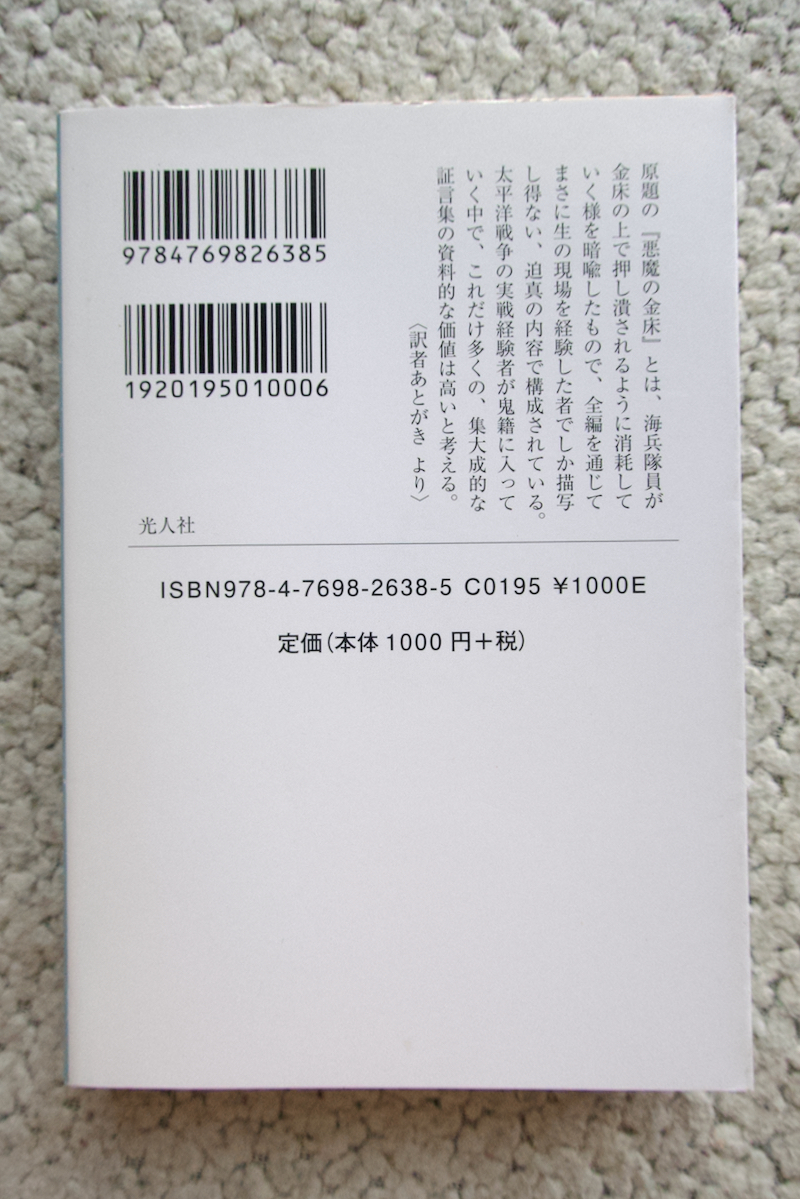 原題の『悪魔の金床』とは、海兵隊員が
金床の上で押し潰されるように消耗して
いく様を暗喩したもので、全編を通じて
まさに生の現場を経験した者でしか描写
し得ない、迫真の内容で構成されている。
太平洋戦争の実戦経験者が鬼籍に入って
いく中で、これだけ多くの、集大成的な
証言集の資料的な価値は高いと考える。
〈訳者あとがき より〉
9784769826385
1920195010006
光人社
ISBN978-4-7698-2638-5 C0195 ¥1000E
定価(本体1000円+税)